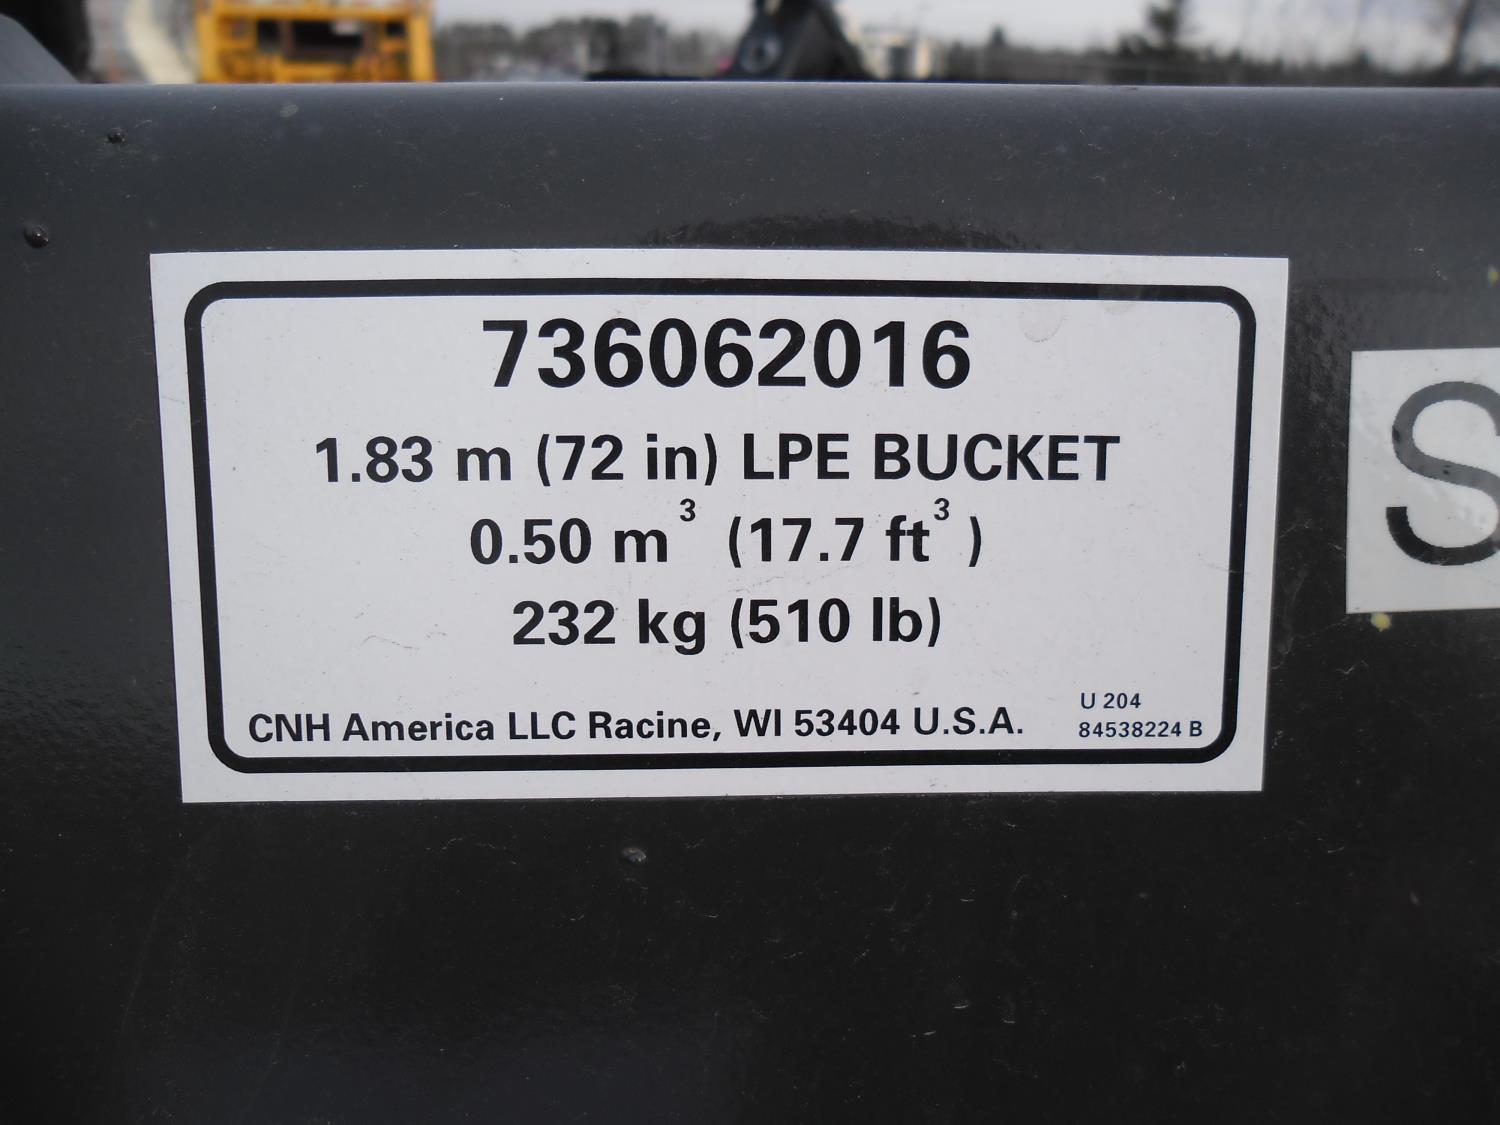 736062016
1.83 m (72 in) LPE BUCKET
0.50 m³ (17.7 ft³ )
232 kg (510 lb)
CNH America LLC Racine, WI 53404 U.S.A.
U 204
84538224 B
S